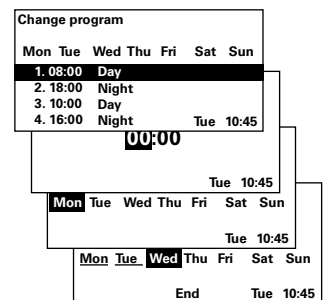 Change program
Mon Tue Wed Thu Fri Sat Sun
1. 08:00 Day
2. 18:00 Night
3. 10:00 Day
4. 16:00 Night Tue 10:45
00:00
Tue 10:45
Mon Tue Wed Thu Fri Sat Sun
Tue 10:45
Mon Tue Wed Thu Fri Sat Sun
End Tue 10:45